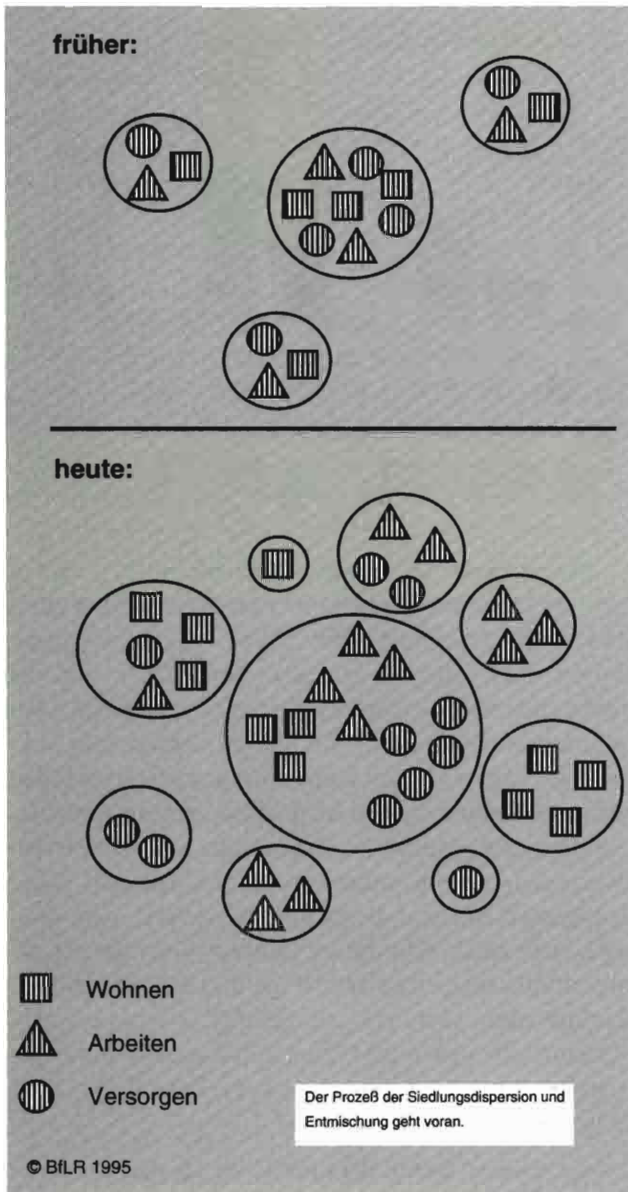 früher:
heute:
Wohnen
Arbeiten
Versorgen
Der Prozeß der Siedlungsdispersion und
Entmischung geht voran.
© BfLR 1995